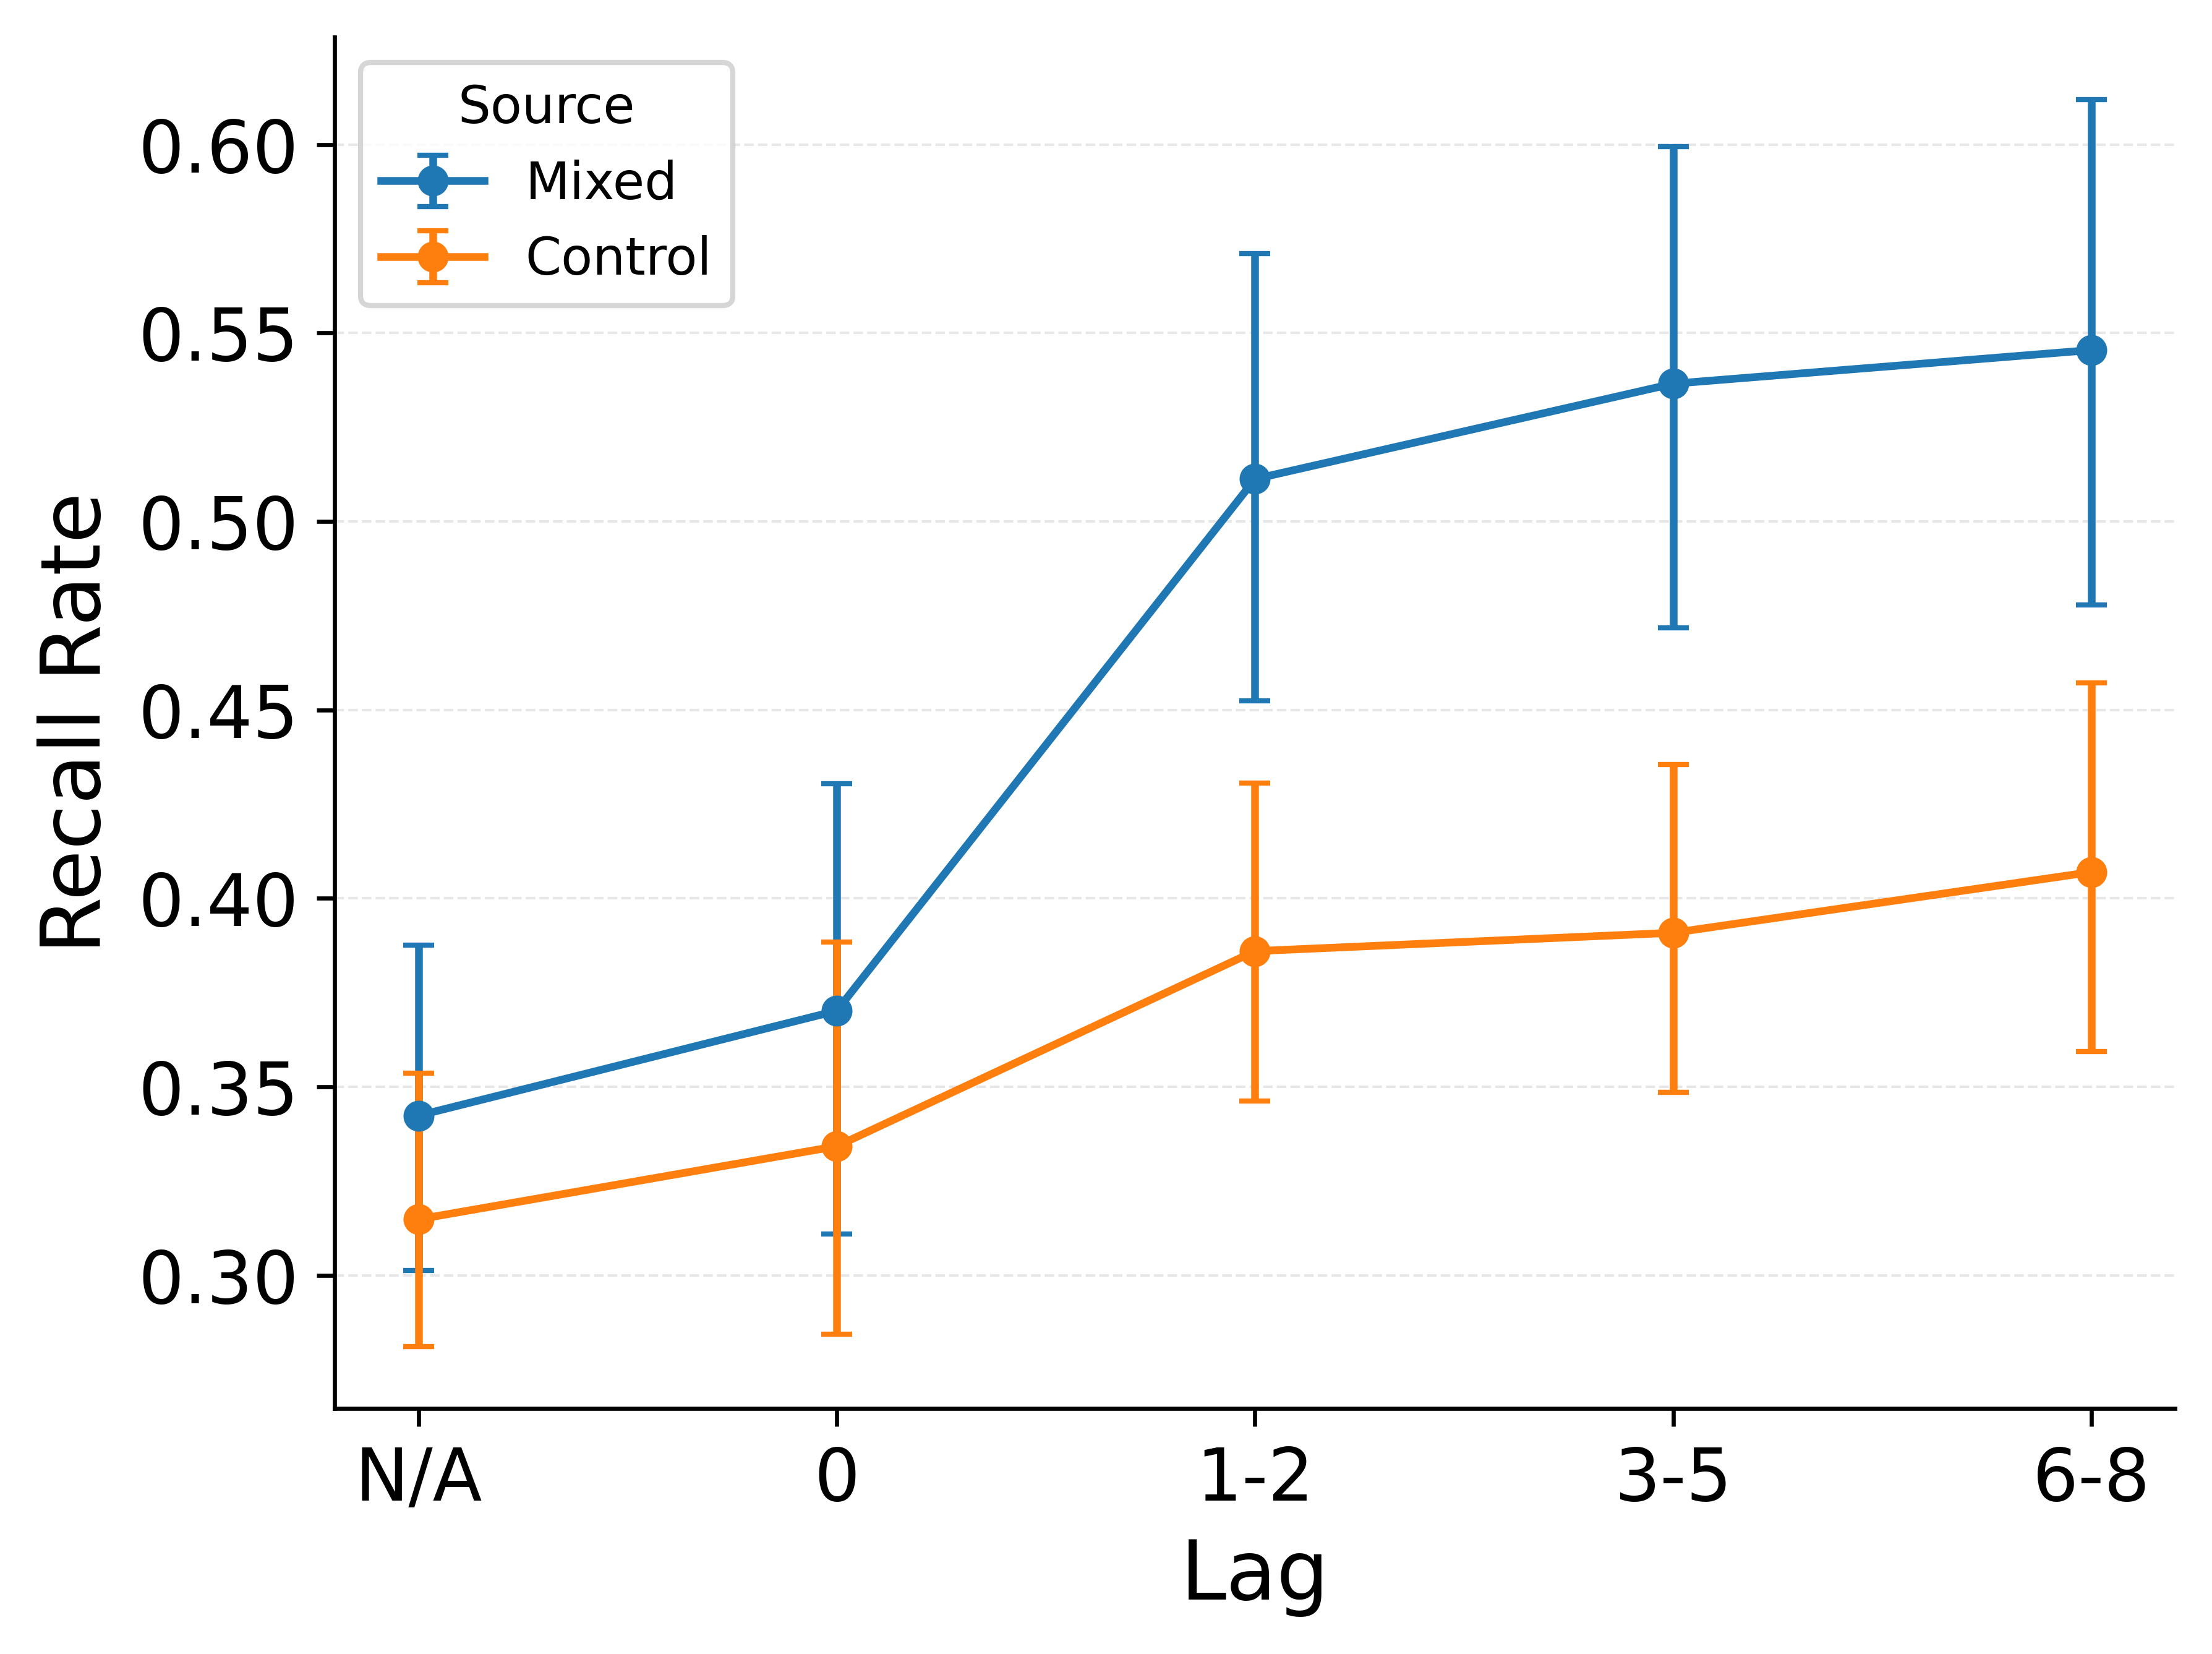 Source
Mixed
Control
0.60
0.55
0.50
0.45
0.40
0.35
0.30
Recall Rate
N/A 0 1-2 3-5 6-8
Lag